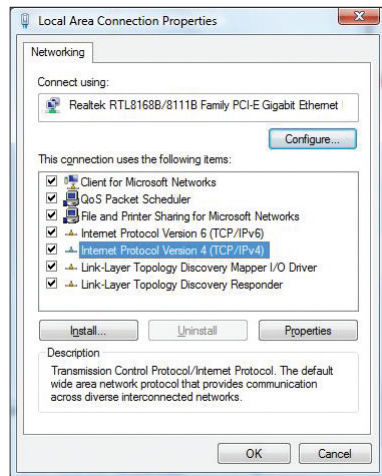 Local Area Connection Properties
Networking
Connect using:
Realtek RTL8168B/8111B Family PCI-E Gigabit Ethernet
Configure...
This connection uses the following items:
Client for Microsoft Networks
QoS Packet Scheduler
File and Printer Sharing for Microsoft Networks
Internet Protocol Version 6 (TCP/IPv6)
Internet Protocol Version 4 (TCP/IPv4)
Link-Layer Topology Discovery Mapper I/O Driver
Link-Layer Topology Discovery Responder
Install...
Uninstall
Properties
Description
Transmission Control Protocol/Internet Protocol. The default
wide area network protocol that provides communication
across diverse interconnected networks.
OK
Cancel